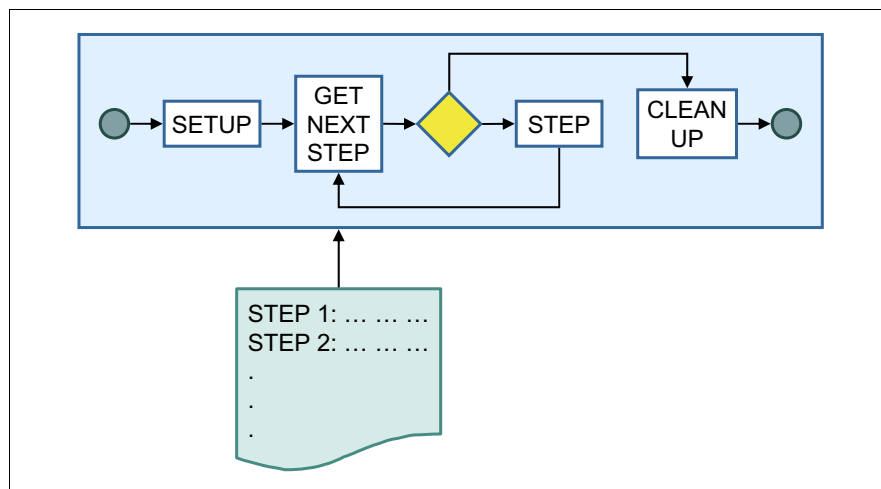 SETUP
GET
NEXT
STEP
STEP
CLEAN
UP
STEP 1: … … …
STEP 2: … … …
.
.
.